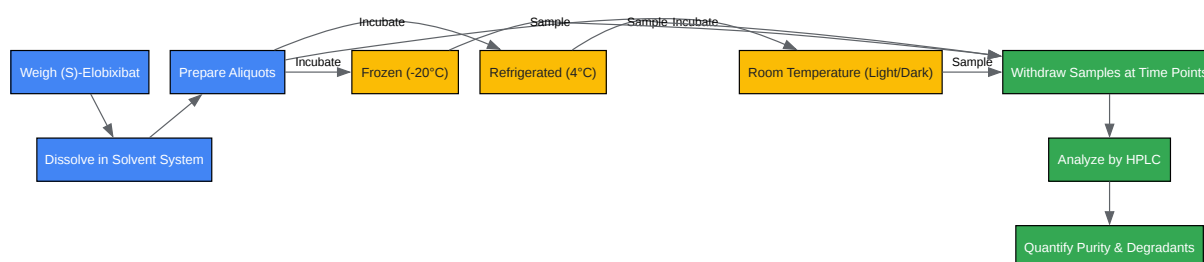 Incubate
Sample
Sample
Incubate
Weigh (S)-Elobixibat
Prepare Aliquots
Incubate
Frozen (-20°C)
Refrigerated (4°C)
Room Temperature (Light/Dark)
Sample
Withdraw Samples at Time Points
Dissolve in Solvent System
Analyze by HPLC
Quantify Purity & Degradants